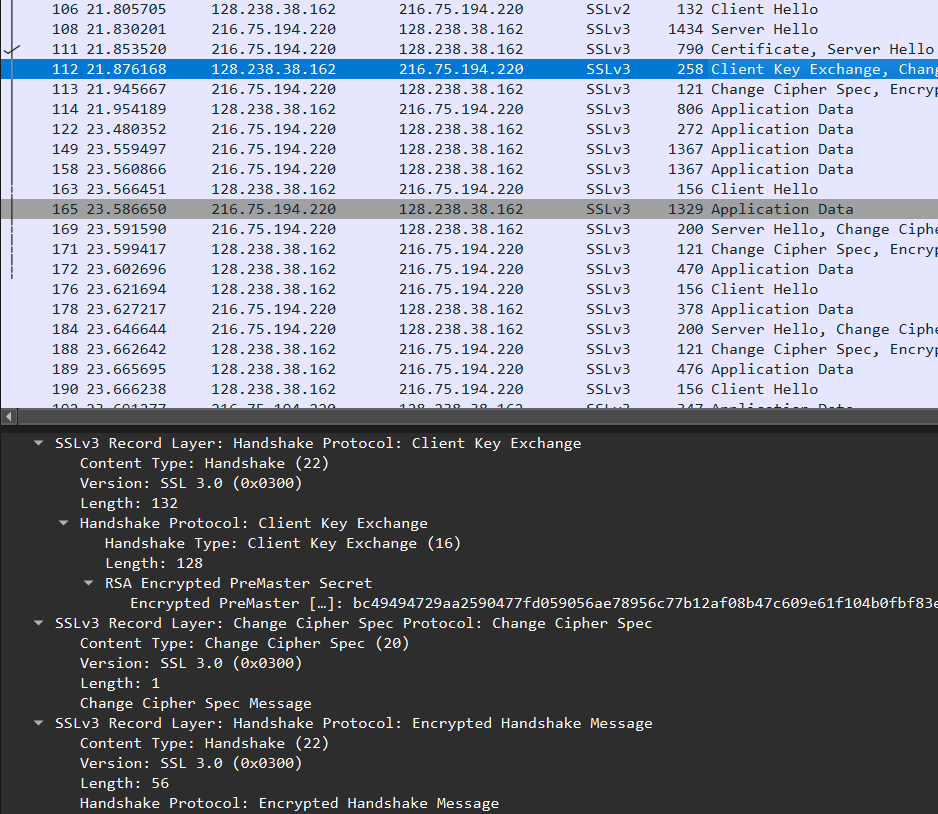 106 21.805705 128.238.38.162 216.75.194.220 SSLv2 132 Client Hello
108 21.830201 216.75.194.220 128.238.38.162 SSLv3 1434 Server Hello
111 21.853520 216.75.194.220 128.238.38.162 SSLv3 790 Certificate, Server Hello
112 21.876168 128.238.38.162 216.75.194.220 SSLv3 258 Client Key Exchange, Chang
113 21.945667 216.75.194.220 128.238.38.162 SSLv3 121 Change Cipher Spec, Encryp
114 21.954189 128.238.38.162 216.75.194.220 SSLv3 806 Application Data
122 23.480352 216.75.194.220 128.238.38.162 SSLv3 272 Application Data
149 23.559497 216.75.194.220 128.238.38.162 SSLv3 1367 Application Data
158 23.560866 216.75.194.220 128.238.38.162 SSLv3 1367 Application Data
163 23.566451 128.238.38.162 216.75.194.220 SSLv3 156 Client Hello
165 23.586650 216.75.194.220 128.238.38.162 SSLv3 1329 Application Data
169 23.591590 216.75.194.220 128.238.38.162 SSLv3 200 Server Hello, Change Ciphe
171 23.599417 128.238.38.162 216.75.194.220 SSLv3 121 Change Cipher Spec, Encryp
172 23.602696 128.238.38.162 216.75.194.220 SSLv3 470 Application Data
176 23.621694 128.238.38.162 216.75.194.220 SSLv3 156 Client Hello
178 23.627217 216.75.194.220 128.238.38.162 SSLv3 378 Application Data
184 23.646644 216.75.194.220 128.238.38.162 SSLv3 200 Server Hello, Change Ciphe
188 23.662642 128.238.38.162 216.75.194.220 SSLv3 121 Change Cipher Spec, Encryp
189 23.665695 128.238.38.162 216.75.194.220 SSLv3 476 Application Data
190 23.666238 128.238.38.162 216.75.194.220 SSLv3 156 Client Hello
SSLv3 Record Layer: Handshake Protocol: Client Key Exchange
Content Type: Handshake (22)
Version: SSL 3.0 (0x0300)
Length: 132
Handshake Protocol: Client Key Exchange
Handshake Type: Client Key Exchange (16)
Length: 128
RSA Encrypted PreMaster Secret
Encrypted PreMaster […]: bc49494729aa2590477fd059056ae78956c77b12af08b47c609e61f104b0fbf83e
SSLv3 Record Layer: Change Cipher Spec Protocol: Change Cipher Spec
Content Type: Change Cipher Spec (20)
Version: SSL 3.0 (0x0300)
Length: 1
Change Cipher Spec Message
SSLv3 Record Layer: Handshake Protocol: Encrypted Handshake Message
Content Type: Handshake (22)
Version: SSL 3.0 (0x0300)
Length: 56
Handshake Protocol: Encrypted Handshake Message